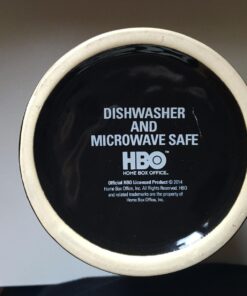 DISHWASHER
AND
MICROWAVE SAFE
HBO™
HOME BOX OFFICE®
Official HBO Licensed Product © 2014
Home Box Office, Inc. All Rights Reserved. HBO
and related trademarks are the property of
Home Box Office, Inc.